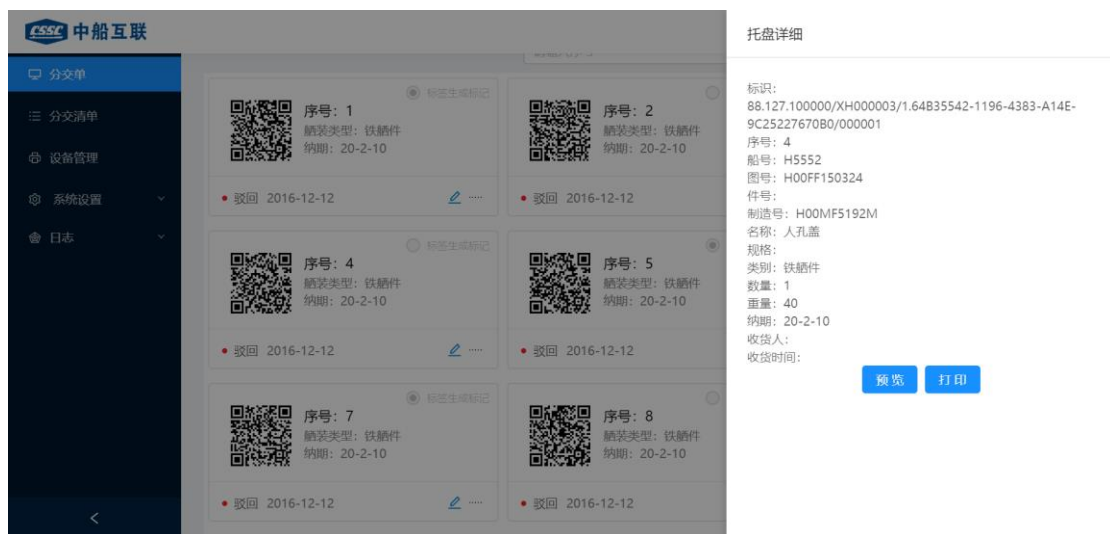 CSSC 中船互联
分交单
分交清单
设备管理
系统设置
日志
标签生成标记
序号：1
舾装类型：铁舾件
纳期：20-2-10
驳回 2016-12-12
序号：2
舾装类型：铁舾件
纳期：20-2-10
驳回 2016-12-12
标签生成标记
序号：4
舾装类型：铁舾件
纳期：20-2-10
驳回 2016-12-12
序号：5
舾装类型：铁舾件
纳期：20-2-10
驳回 2016-12-12
标签生成标记
序号：7
舾装类型：铁舾件
纳期：20-2-10
驳回 2016-12-12
序号：8
舾装类型：铁舾件
纳期：20-2-10
驳回 2016-12-12
托盘详细
标识：
88.127.100000/XH000003/1.64B35542-1196-4383-A14E-
9C25227670B0/000001
序号：4
船号：H5552
图号：H00FF150324
件号：
制造号：H00MF5192M
名称：人孔盖
规格：
类别：铁舾件
数量：1
重量：40
纳期：20-2-10
收货人：
收货时间：
预览 打印